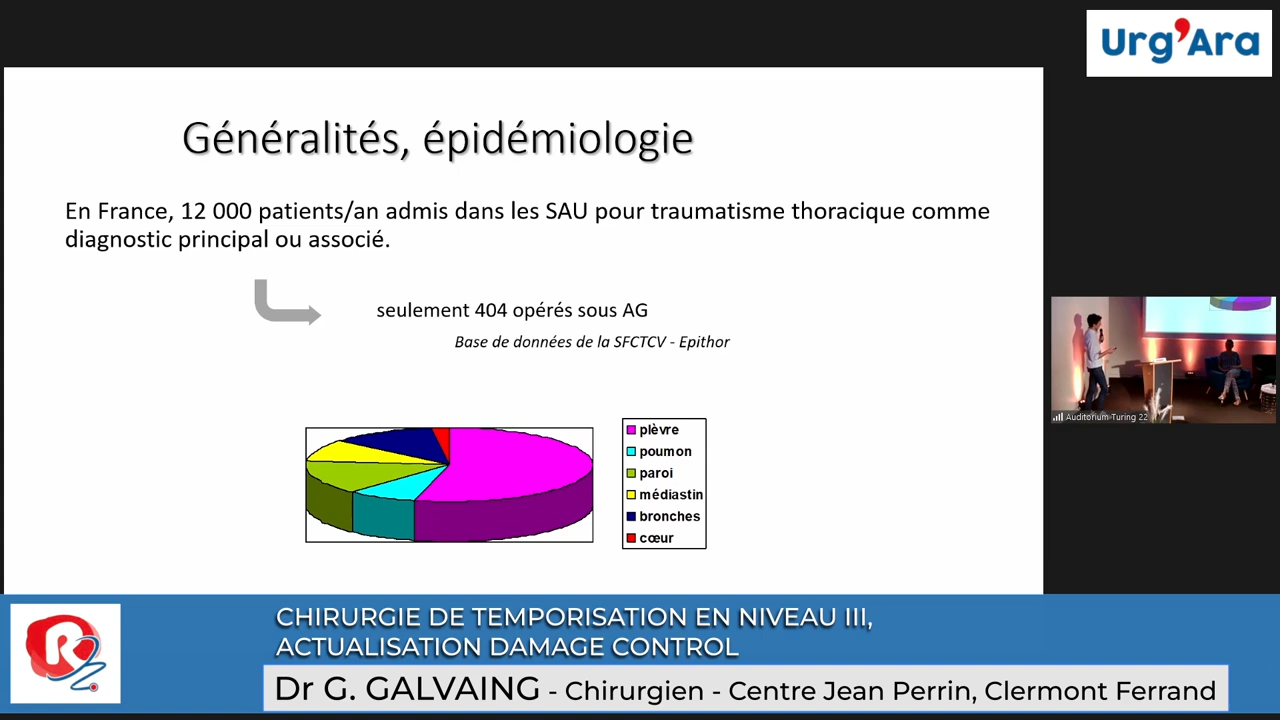 Urg'Ara
Généralités, épidémiologie
En France, 12 000 patients/an admis dans les SAU pour traumatisme thoracique comme
diagnostic principal ou associé.
seulement 404 opérés sous AG
Base de données de la SFCTCV - Epithor
plèvre
poumon
paroi
médiastin
bronches
cœur
Auditorium Turing 22
R
CHIRURGIE DE TEMPORISATION EN NIVEAU III,
ACTUALISATION DAMAGE CONTROL
Dr G. GALVAING - Chirurgien - Centre Jean Perrin, Clermont Ferrand